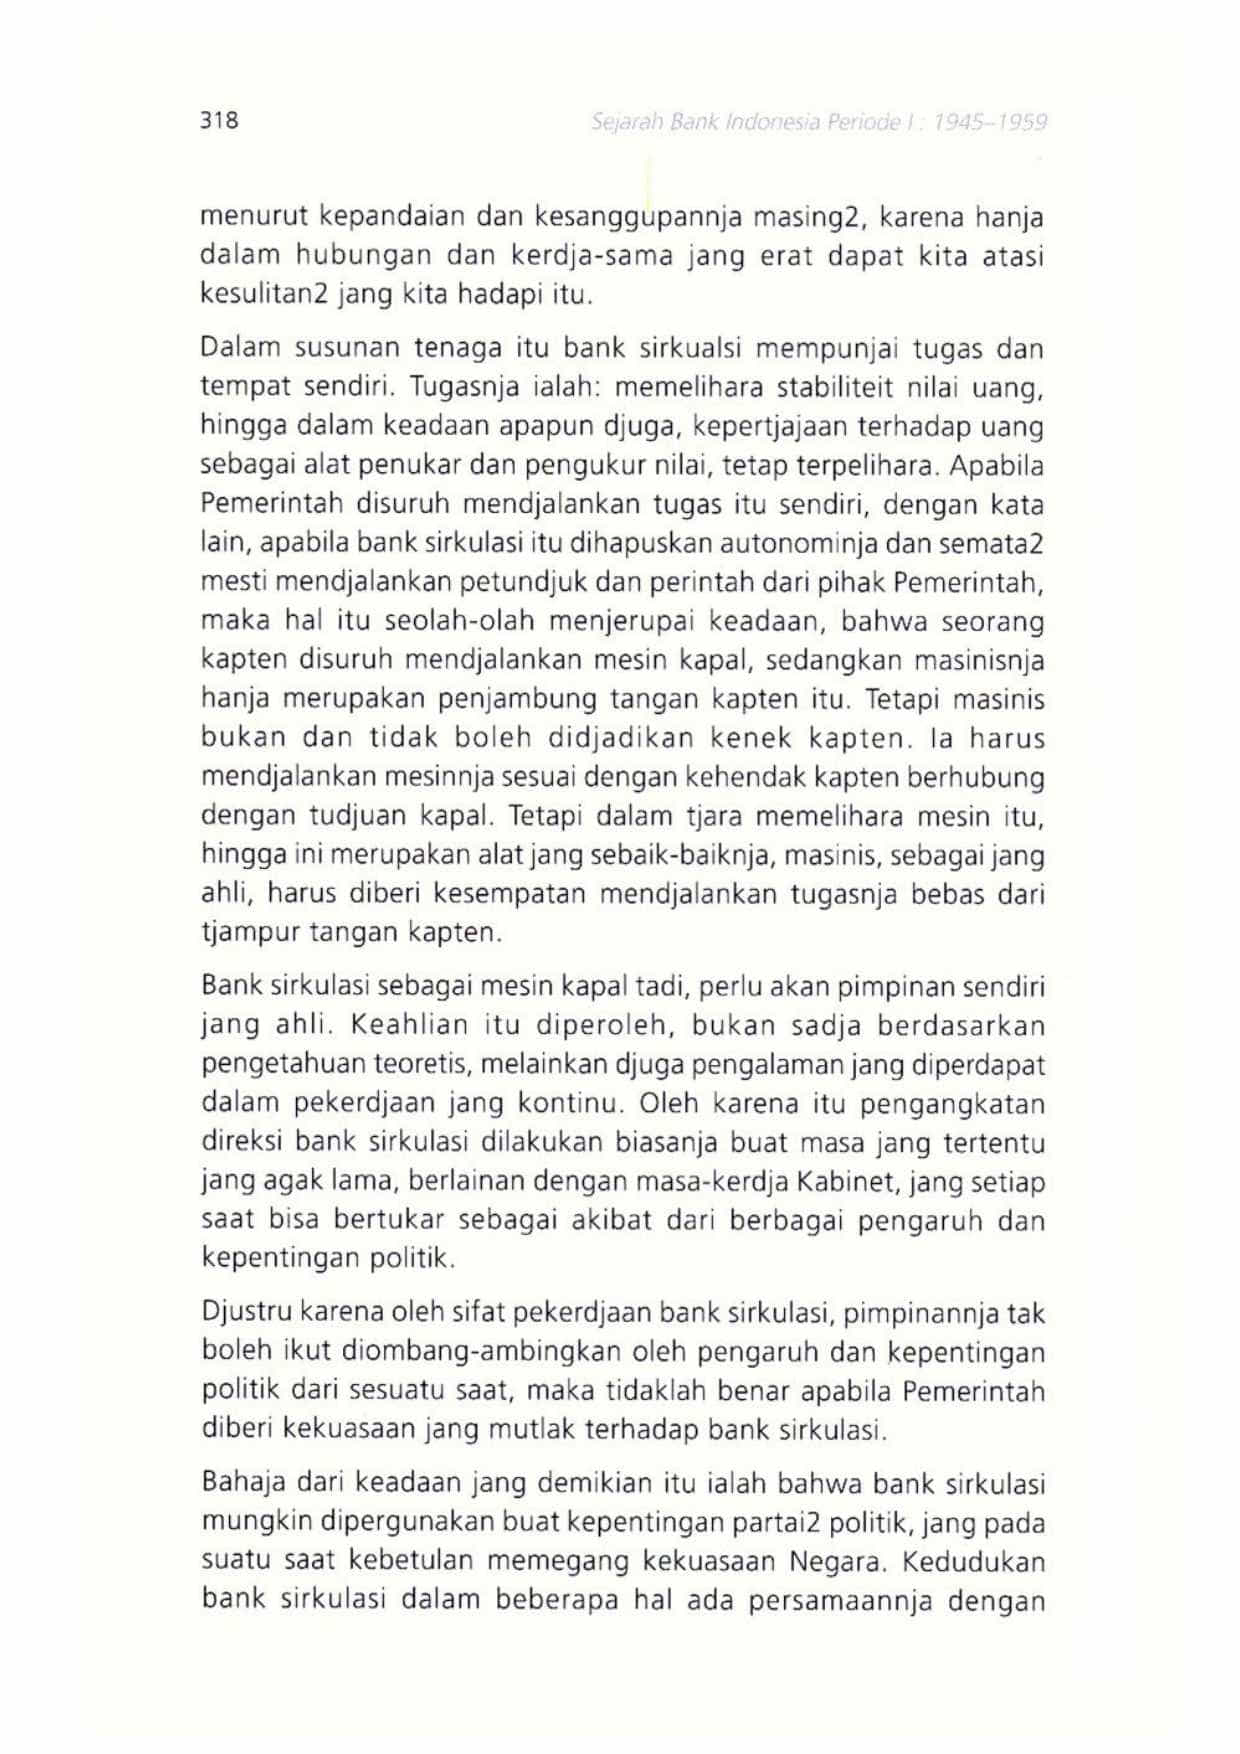 318
Sejarah Bank Indonesia Periode I : 1945–1959
menurut kepandaian dan kesanggupannja masing2, karena hanja
dalam hubungan dan kerdja-sama jang erat dapat kita atasi
kesulitan2 jang kita hadapi itu.
Dalam susunan tenaga itu bank sirkualsi mempunjai tugas dan
tempat sendiri. Tugasnja ialah: memelihara stabiliteit nilai uang,
hingga dalam keadaan apapun djuga, kepertjajaan terhadap uang
sebagai alat penukar dan pengukur nilai, tetap terpelihara. Apabila
Pemerintah disuruh mendjalankan tugas itu sendiri, dengan kata
lain, apabila bank sirkulasi itu dihapuskan autonominja dan semata2
mesti mendjalankan petundjuk dan perintah dari pihak Pemerintah,
maka hal itu seolah-olah menjerupai keadaan, bahwa seorang
kapten disuruh mendjalankan mesin kapal, sedangkan masinisnja
hanja merupakan penjambung tangan kapten itu. Tetapi masinis
bukan dan tidak boleh didjadikan kenek kapten. Ia harus
mendjalankan mesinnja sesuai dengan kehendak kapten berhubung
dengan tudjuan kapal. Tetapi dalam tjara memelihara mesin itu,
hingga ini merupakan alat jang sebaik-baiknja, masinis, sebagai jang
ahli, harus diberi kesempatan mendjalankan tugasnja bebas dari
tjampur tangan kapten.
Bank sirkulasi sebagai mesin kapal tadi, perlu akan pimpinan sendiri
jang ahli. Keahlian itu diperoleh, bukan sadja berdasarkan
pengetahuan teoretis, melainkan djuga pengalaman jang diperdapat
dalam pekerdjaan jang kontinu. Oleh karena itu pengangkatan
direksi bank sirkulasi dilakukan biasanja buat masa jang tertentu
jang agak lama, berlainan dengan masa-kerdja Kabinet, jang setiap
saat bisa bertukar sebagai akibat dari berbagai pengaruh dan
kepentingan politik.
Djustru karena oleh sifat pekerdjaan bank sirkulasi, pimpinannja tak
boleh ikut diombang-ambingkan oleh pengaruh dan kepentingan
politik dari sesuatu saat, maka tidaklah benar apabila Pemerintah
diberi kekuasaan jang mutlak terhadap bank sirkulasi.
Bahaja dari keadaan jang demikian itu ialah bahwa bank sirkulasi
mungkin dipergunakan buat kepentingan partai2 politik, jang pada
suatu saat kebetulan memegang kekuasaan Negara. Kedudukan
bank sirkulasi dalam beberapa hal ada persamaannja dengan